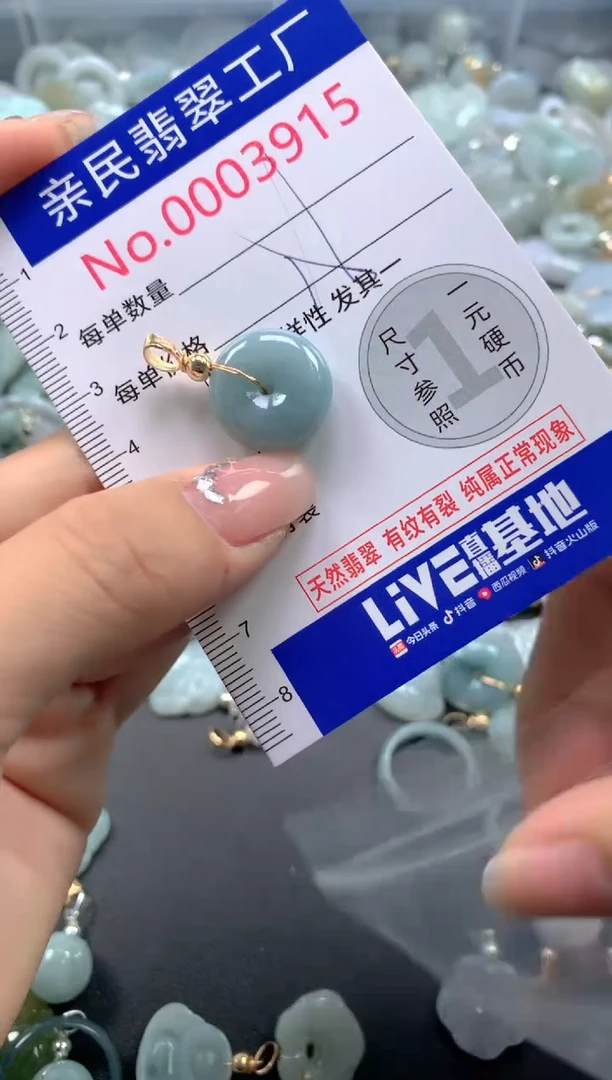 亲民翡翠工厂
No.0003915
每单数量
每单价格
样性 发其一
1
2
3
4
7
8
一元硬币
1
尺寸参照
天然翡翠 有纹有裂 纯属正常现象
LiVE直播基地
今日头条 抖音 西瓜视频 抖音火山版